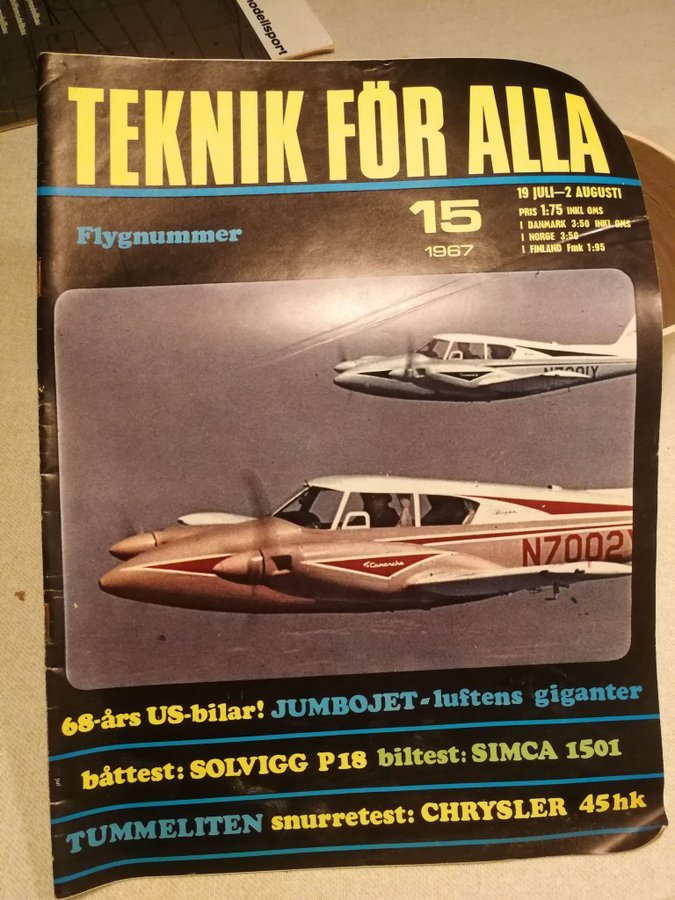 modellsport
TEKNIK FÖR ALLA
19 JULI—2 AUGUSTI
Flygnummer
15
1967
PRIS 1:75 INKL OMS
I DANMARK 3:50 INKL OMS
I NORGE 3:50
I FINLAND Fmk 1:95
N7001Y
Piper
Comanche
N7002Y
68-års US-bilar! JUMBOJET-luftens giganter
båttest: SOLVIGG P18 biltest: SIMCA 1501
TUMMELITEN snurretest: CHRYSLER 45hk